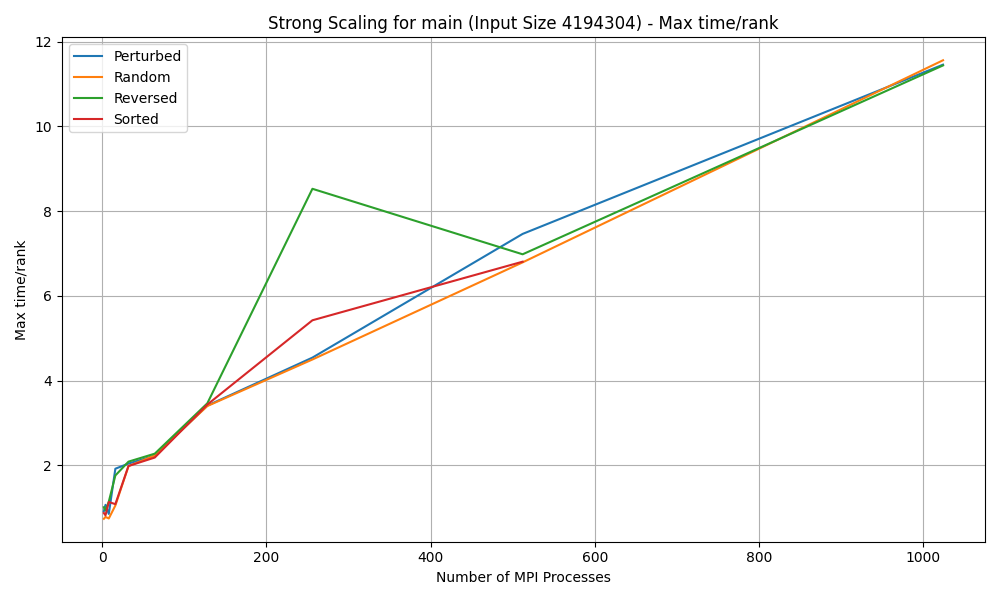 Strong Scaling for main (Input Size 4194304) - Max time/rank
Perturbed
Random
Reversed
Sorted
Max time/rank
12
10
8
6
4
2
0 200 400 600 800 1000
Number of MPI Processes